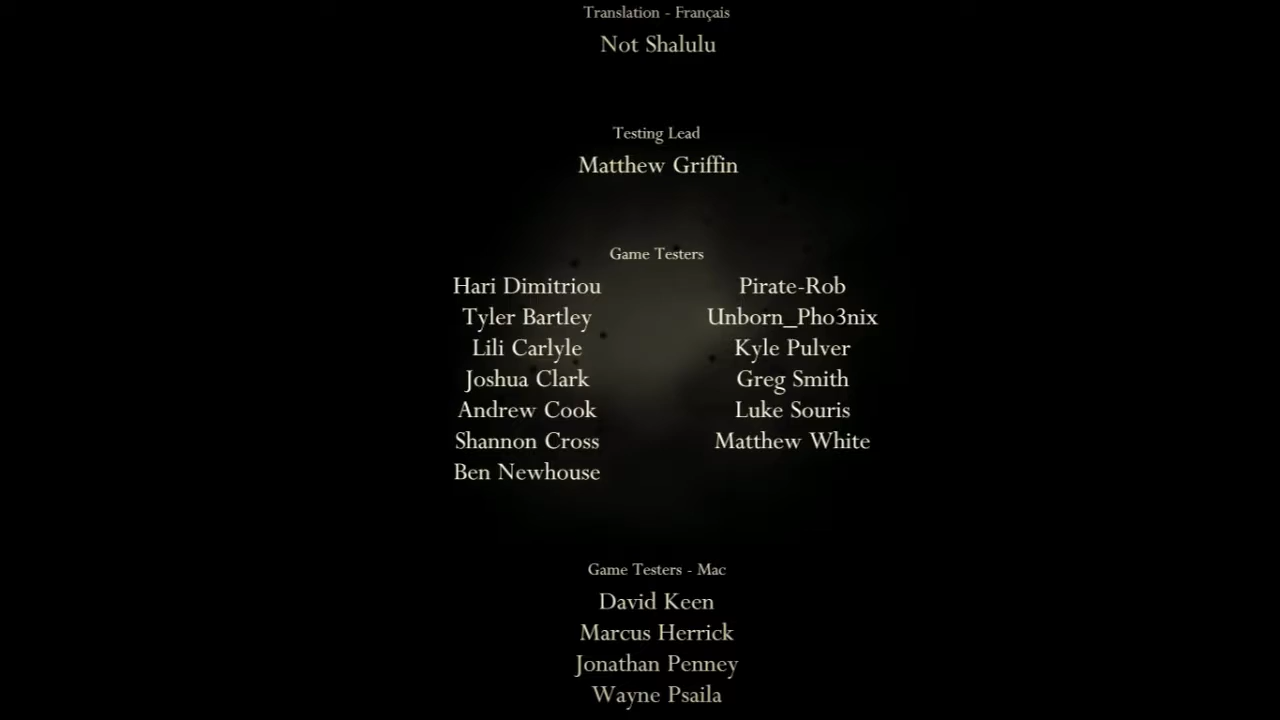 Translation - Français
Not Shalulu
Testing Lead
Matthew Griffin
Game Testers
Hari Dimitriou
Tyler Bartley
Lili Carlyle
Joshua Clark
Andrew Cook
Shannon Cross
Ben Newhouse
Pirate-Rob
Unborn_Pho3nix
Kyle Pulver
Greg Smith
Luke Souris
Matthew White
Game Testers - Mac
David Keen
Marcus Herrick
Jonathan Penney
Wayne Psaila